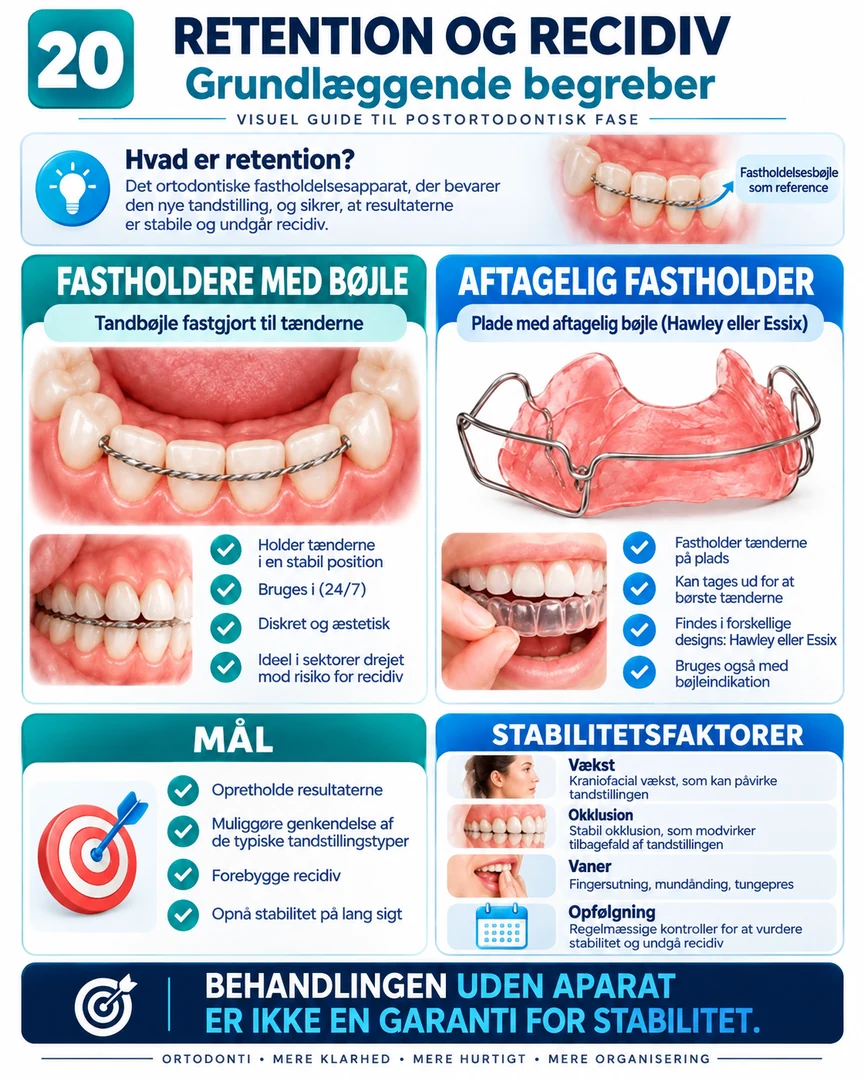 20
RETENTION OG RECIDIV
Grundlæggende begreber
VISUEL GUIDE TIL POSTORTODONTISK FASE
Hvad er retention?
Det ortodontiske fastholdelsesapparat, der bevarer
den nye tandstilling, og sikrer, at resultaterne
er stabile og undgår recidiv.
Fastholdelsesbøjle
som reference
FASTHOLDERE MED BØJLE
Tandbøjle fastgjort til tænderne
Holder tænderne
i en stabil position
Bruges i (24/7)
Diskret og æstetisk
Ideel i sektorer drejet
mod risiko for recidiv
AFTAGELIG FASTHOLDER
Plade med aftagelig bøjle (Hawley eller Essix)
Fastholder tænderne
på plads
Kan tages ud for at
børste tænderne
Findes i forskellige
designs: Hawley eller Essix
Bruges også med
bøjleindikation
MÅL
Opretholde resultaterne
Muliggøre genkendelse af
de typiske tandstillingstyper
Forebygge recidiv
Opnå stabilitet på lang sigt
STABILITETSFAKTORER
Vækst
Kraniofacial vækst, som kan påvirke
tandstillingen
Okklusion
Stabil okklusion, som modvirker
tilbagefald af tandstillingen
Vaner
Fingersutning, mundånding, tungepres
Opfølgning
Regelmæssige kontroller for at vurdere
stabilitet og undgå recidiv
BEHANDLINGEN UDEN APARAT
ER IKKE EN GARANTI FOR STABILITET.
ORTODONTI • MERE KLARHED • MERE HURTIGT • MERE ORGANISERING